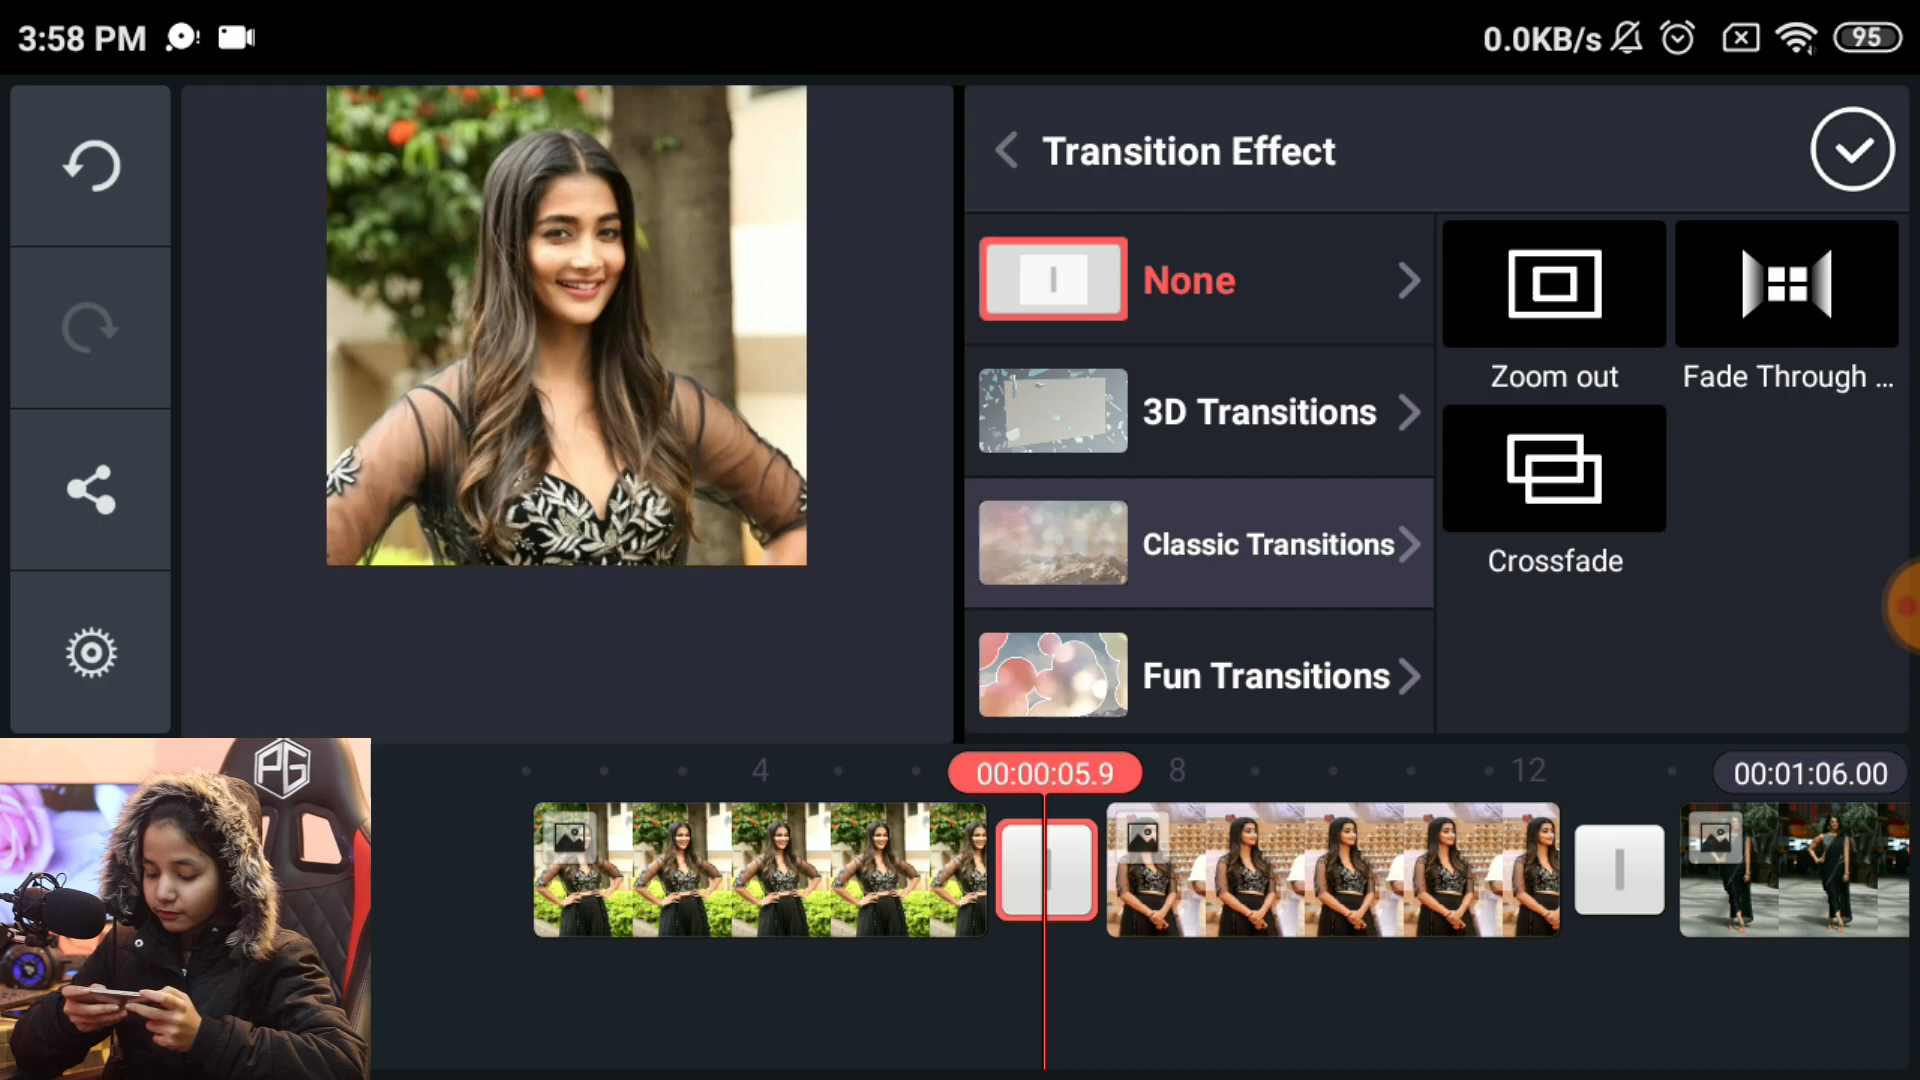 3:58 PM
0.0KB/s
95
Transition Effect
None
3D Transitions
Classic Transitions
Fun Transitions
Zoom out
Fade Through ...
Crossfade
4
00:00:05.9
8
12
00:01:06.00
PG